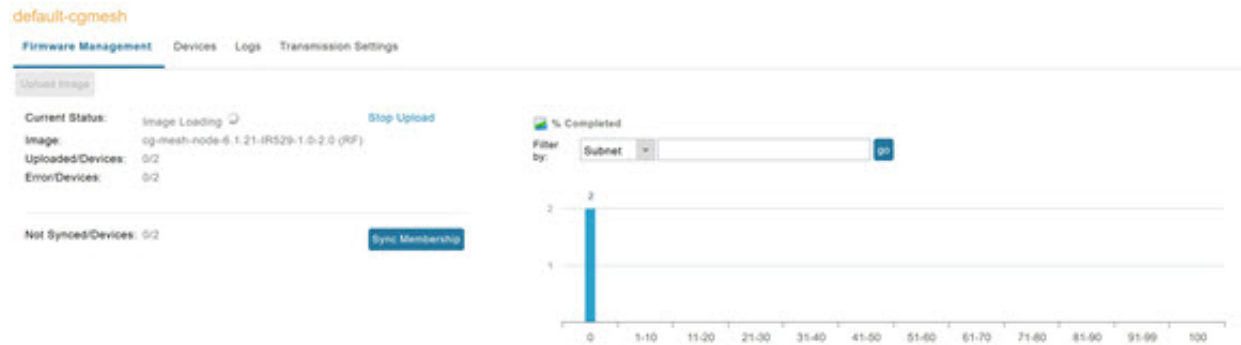 default-cgmesh
Firmware Management Devices Logs Transmission Settings
Upload Image
Current Status: Image Loading Stop Upload
Image: cg-mesh-node-6.1.21-IR529-1.0-2.0 (RF)
Uploaded/Devices: 0/2
Error/Devices: 0/2
Not Synced/Devices: 0/2 Sync Membership
% Completed
Filter by: Subnet go
2
2
1
0 1-10 11-20 21-30 31-40 41-50 51-60 61-70 71-80 81-90 91-99 100